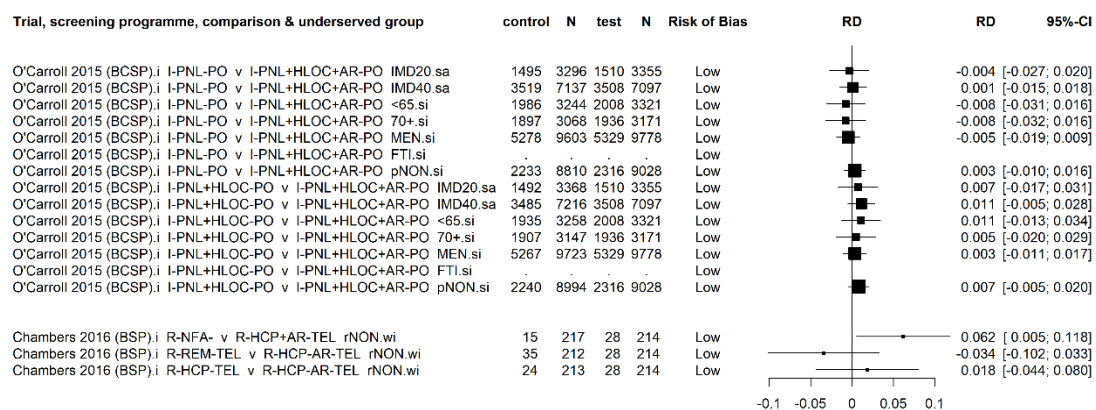 Trial, screening programme, comparison & underserved group control N test N Risk of Bias RD RD 95%-CI
O'Carroll 2015 (BCSP).i I-PNL-PO v I-PNL+HLOC+AR-PO IMD20.sa 1495 3296 1510 3355 Low -0.004 [-0.027; 0.020]
O'Carroll 2015 (BCSP).i I-PNL-PO v I-PNL+HLOC+AR-PO IMD40.sa 3519 7137 3508 7097 Low 0.001 [-0.015; 0.018]
O'Carroll 2015 (BCSP).i I-PNL-PO v I-PNL+HLOC+AR-PO <65.si 1986 3244 2008 3321 Low -0.008 [-0.031; 0.016]
O'Carroll 2015 (BCSP).i I-PNL-PO v I-PNL+HLOC+AR-PO 70+.si 1897 3068 1936 3171 Low -0.008 [-0.032; 0.016]
O'Carroll 2015 (BCSP).i I-PNL-PO v I-PNL+HLOC+AR-PO MEN.si 5278 9603 5329 9778 Low -0.005 [-0.019; 0.009]
O'Carroll 2015 (BCSP).i I-PNL-PO v I-PNL+HLOC+AR-PO FTI.si . . . . Low
O'Carroll 2015 (BCSP).i I-PNL-PO v I-PNL+HLOC+AR-PO pNON.si 2233 8810 2316 9028 Low 0.003 [-0.010; 0.016]
O'Carroll 2015 (BCSP).i I-PNL+HLOC-PO v I-PNL+HLOC+AR-PO IMD20.sa 1492 3368 1510 3355 Low 0.007 [-0.017; 0.031]
O'Carroll 2015 (BCSP).i I-PNL+HLOC-PO v I-PNL+HLOC+AR-PO IMD40.sa 3485 7216 3508 7097 Low 0.011 [-0.005; 0.028]
O'Carroll 2015 (BCSP).i I-PNL+HLOC-PO v I-PNL+HLOC+AR-PO <65.si 1935 3258 2008 3321 Low 0.011 [-0.013; 0.034]
O'Carroll 2015 (BCSP).i I-PNL+HLOC-PO v I-PNL+HLOC+AR-PO 70+.si 1907 3147 1936 3171 Low 0.005 [-0.020; 0.029]
O'Carroll 2015 (BCSP).i I-PNL+HLOC-PO v I-PNL+HLOC+AR-PO MEN.si 5267 9723 5329 9778 Low 0.003 [-0.011; 0.017]
O'Carroll 2015 (BCSP).i I-PNL+HLOC-PO v I-PNL+HLOC+AR-PO FTI.si . . . . Low
O'Carroll 2015 (BCSP).i I-PNL+HLOC-PO v I-PNL+HLOC+AR-PO pNON.si 2240 8994 2316 9028 Low 0.007 [-0.005; 0.020]
Chambers 2016 (BSP).i R-NFA- v R-HCP+AR-TEL rNON.wi 15 217 28 214 Low 0.062 [ 0.005; 0.118]
Chambers 2016 (BSP).i R-REM-TEL v R-HCP-AR-TEL rNON.wi 35 212 28 214 Low -0.034 [-0.102; 0.033]
Chambers 2016 (BSP).i R-HCP-TEL v R-HCP-AR-TEL rNON.wi 24 213 28 214 Low 0.018 [-0.044; 0.080]
-0.1 -0.05 0 0.05 0.1